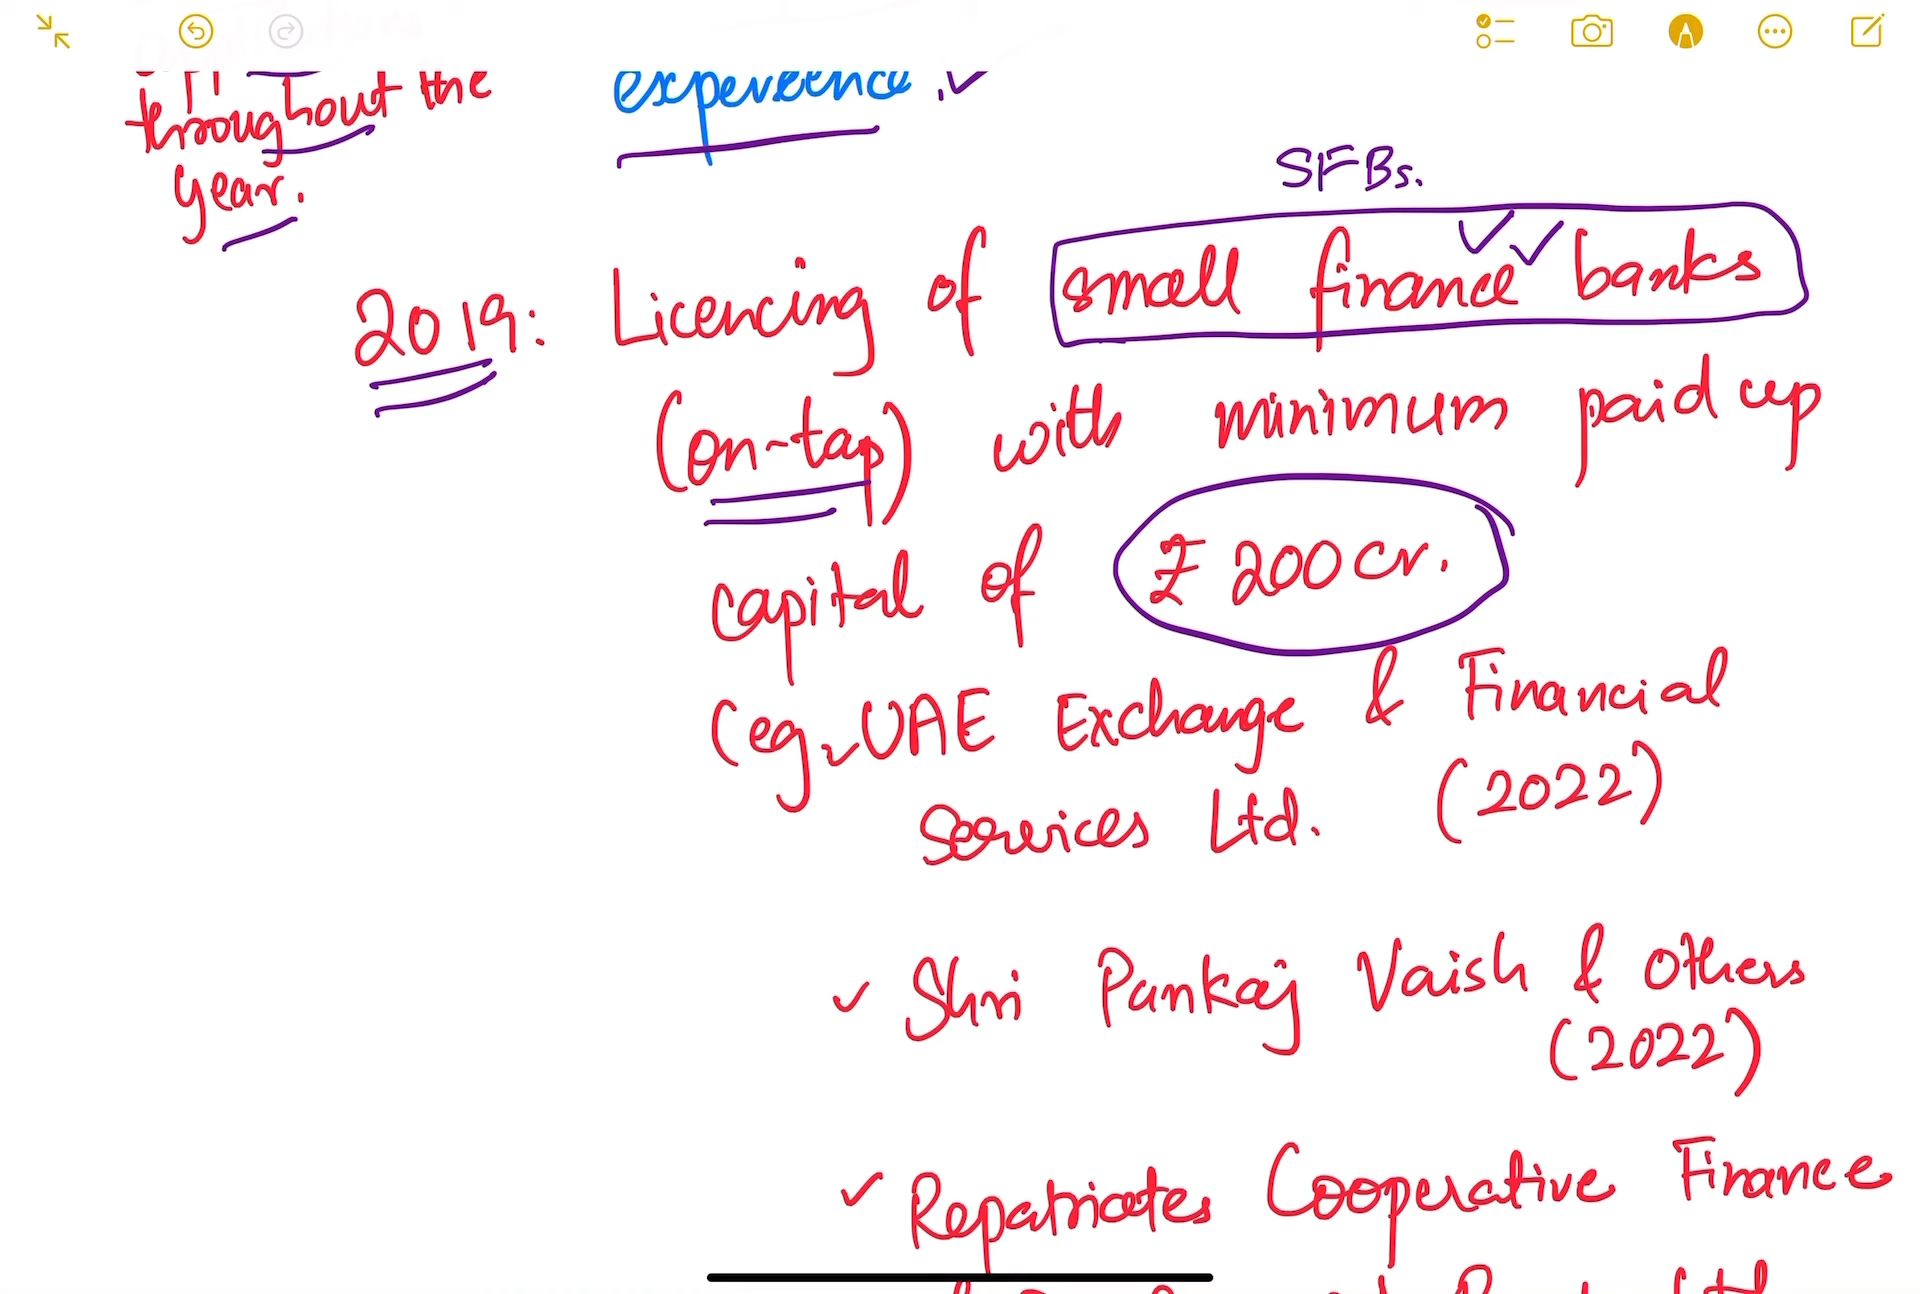 throughout the
year.
experience.
SFBs.
2019: Licencing of small finance banks
(on-tap) with minimum paid up
capital of ₹ 200 cr.
(eg, UAE Exchange & Financial
Services Ltd. (2022)
Shri Pankaj Vaish & others
(2022)
Repatriates Cooperative Finance